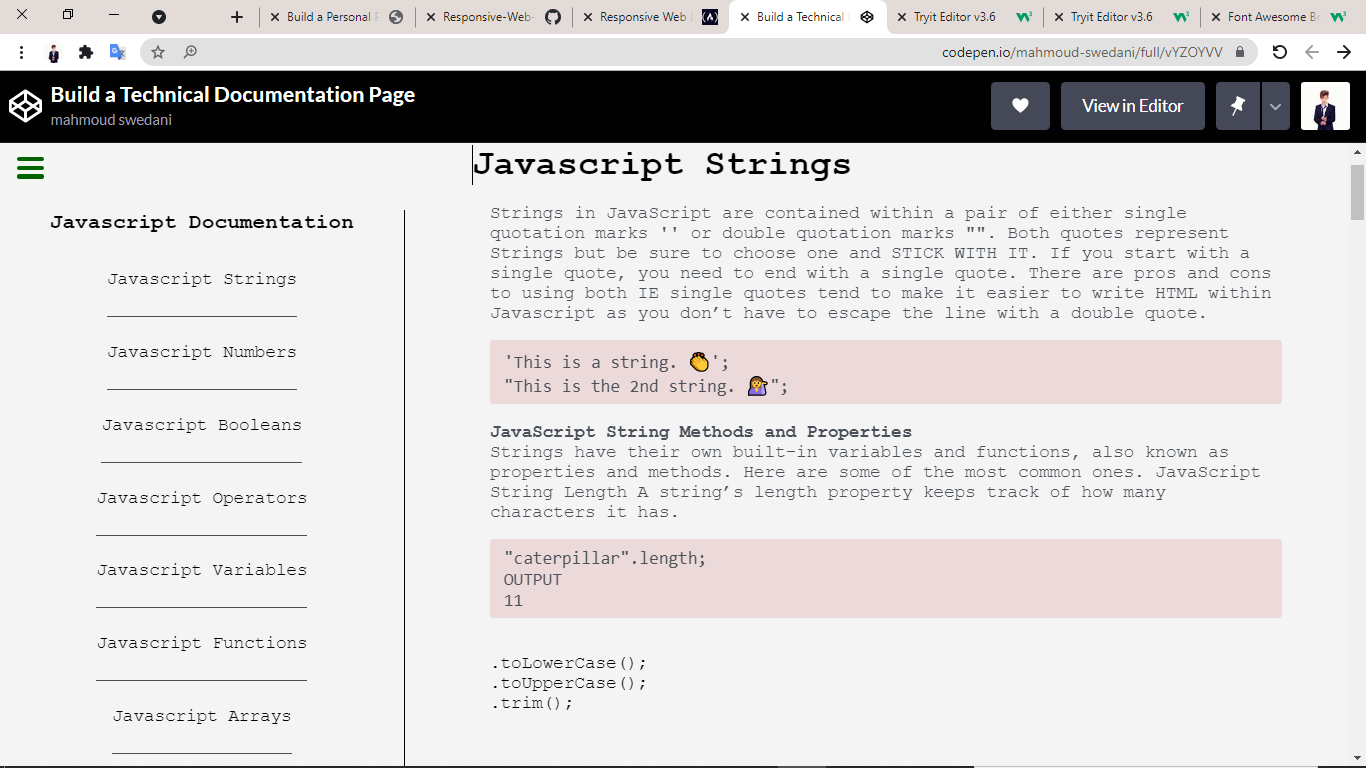 Build a Personal P
Responsive-Web-
Responsive Web
Build a Technical
Tryit Editor v3.6
Tryit Editor v3.6
Font Awesome Br
codepen.io/mahmoud-swedani/full/vYZOYVV
Build a Technical Documentation Page
mahmoud swedani
View in Editor
Javascript Documentation
Javascript Strings
Javascript Numbers
Javascript Booleans
Javascript Operators
Javascript Variables
Javascript Functions
Javascript Arrays
Javascript Strings
Strings in JavaScript are contained within a pair of either single
quotation marks '' or double quotation marks "". Both quotes represent
Strings but be sure to choose one and STICK WITH IT. If you start with a
single quote, you need to end with a single quote. There are pros and cons
to using both IE single quotes tend to make it easier to write HTML within
Javascript as you don’t have to escape the line with a double quote.
'This is a string. 👏';
"This is the 2nd string. 💁";
JavaScript String Methods and Properties
Strings have their own built-in variables and functions, also known as
properties and methods. Here are some of the most common ones. JavaScript
String Length A string’s length property keeps track of how many
characters it has.
"caterpillar".length;
OUTPUT
11
.toLowerCase();
.toUpperCase();
.trim();